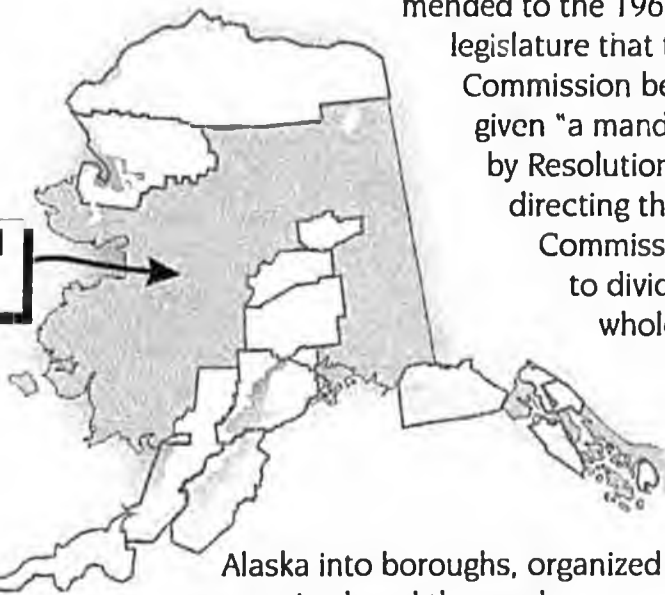 mended to the 196
legislature that
Commission be
given "a mand
by Resolution
directing th
Commiss
to divid
whol
Alaska into boroughs, organized